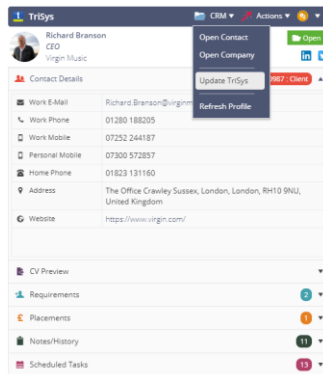 TriSys CRM Actions
Richard Branson
CEO
Virgin Music
Open Contact
Open Company
Update TriSys
Refresh Profile
Open
Contact Details
987 : Client
Work E-Mail Richard.Branson@virginm
Work Phone 01280 188205
Work Mobile 07252 244187
Personal Mobile 07300 572857
Home Phone 01823 131160
Address The Office Crawley Sussex, London, London, RH10 9NU,
United Kingdom
Website https://www.virgin.com/
CV Preview
Requirements 2
Placements 1
Notes/History 11
Scheduled Tasks 13